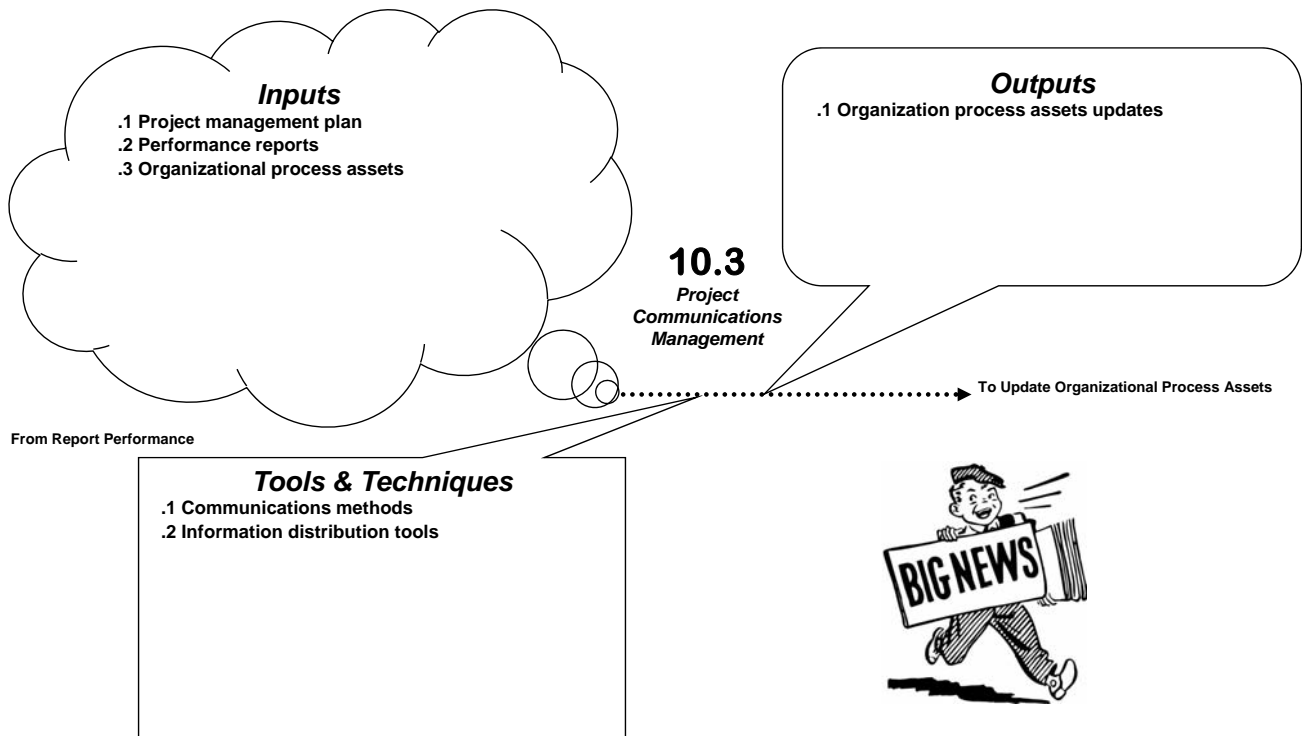 Inputs
.1 Project management plan
.2 Performance reports
.3 Organizational process assets
Outputs
.1 Organization process assets updates
10.3
Project
Communications
Management
To Update Organizational Process Assets
From Report Performance
Tools & Techniques
.1 Communications methods
.2 Information distribution tools
BIG NEWS